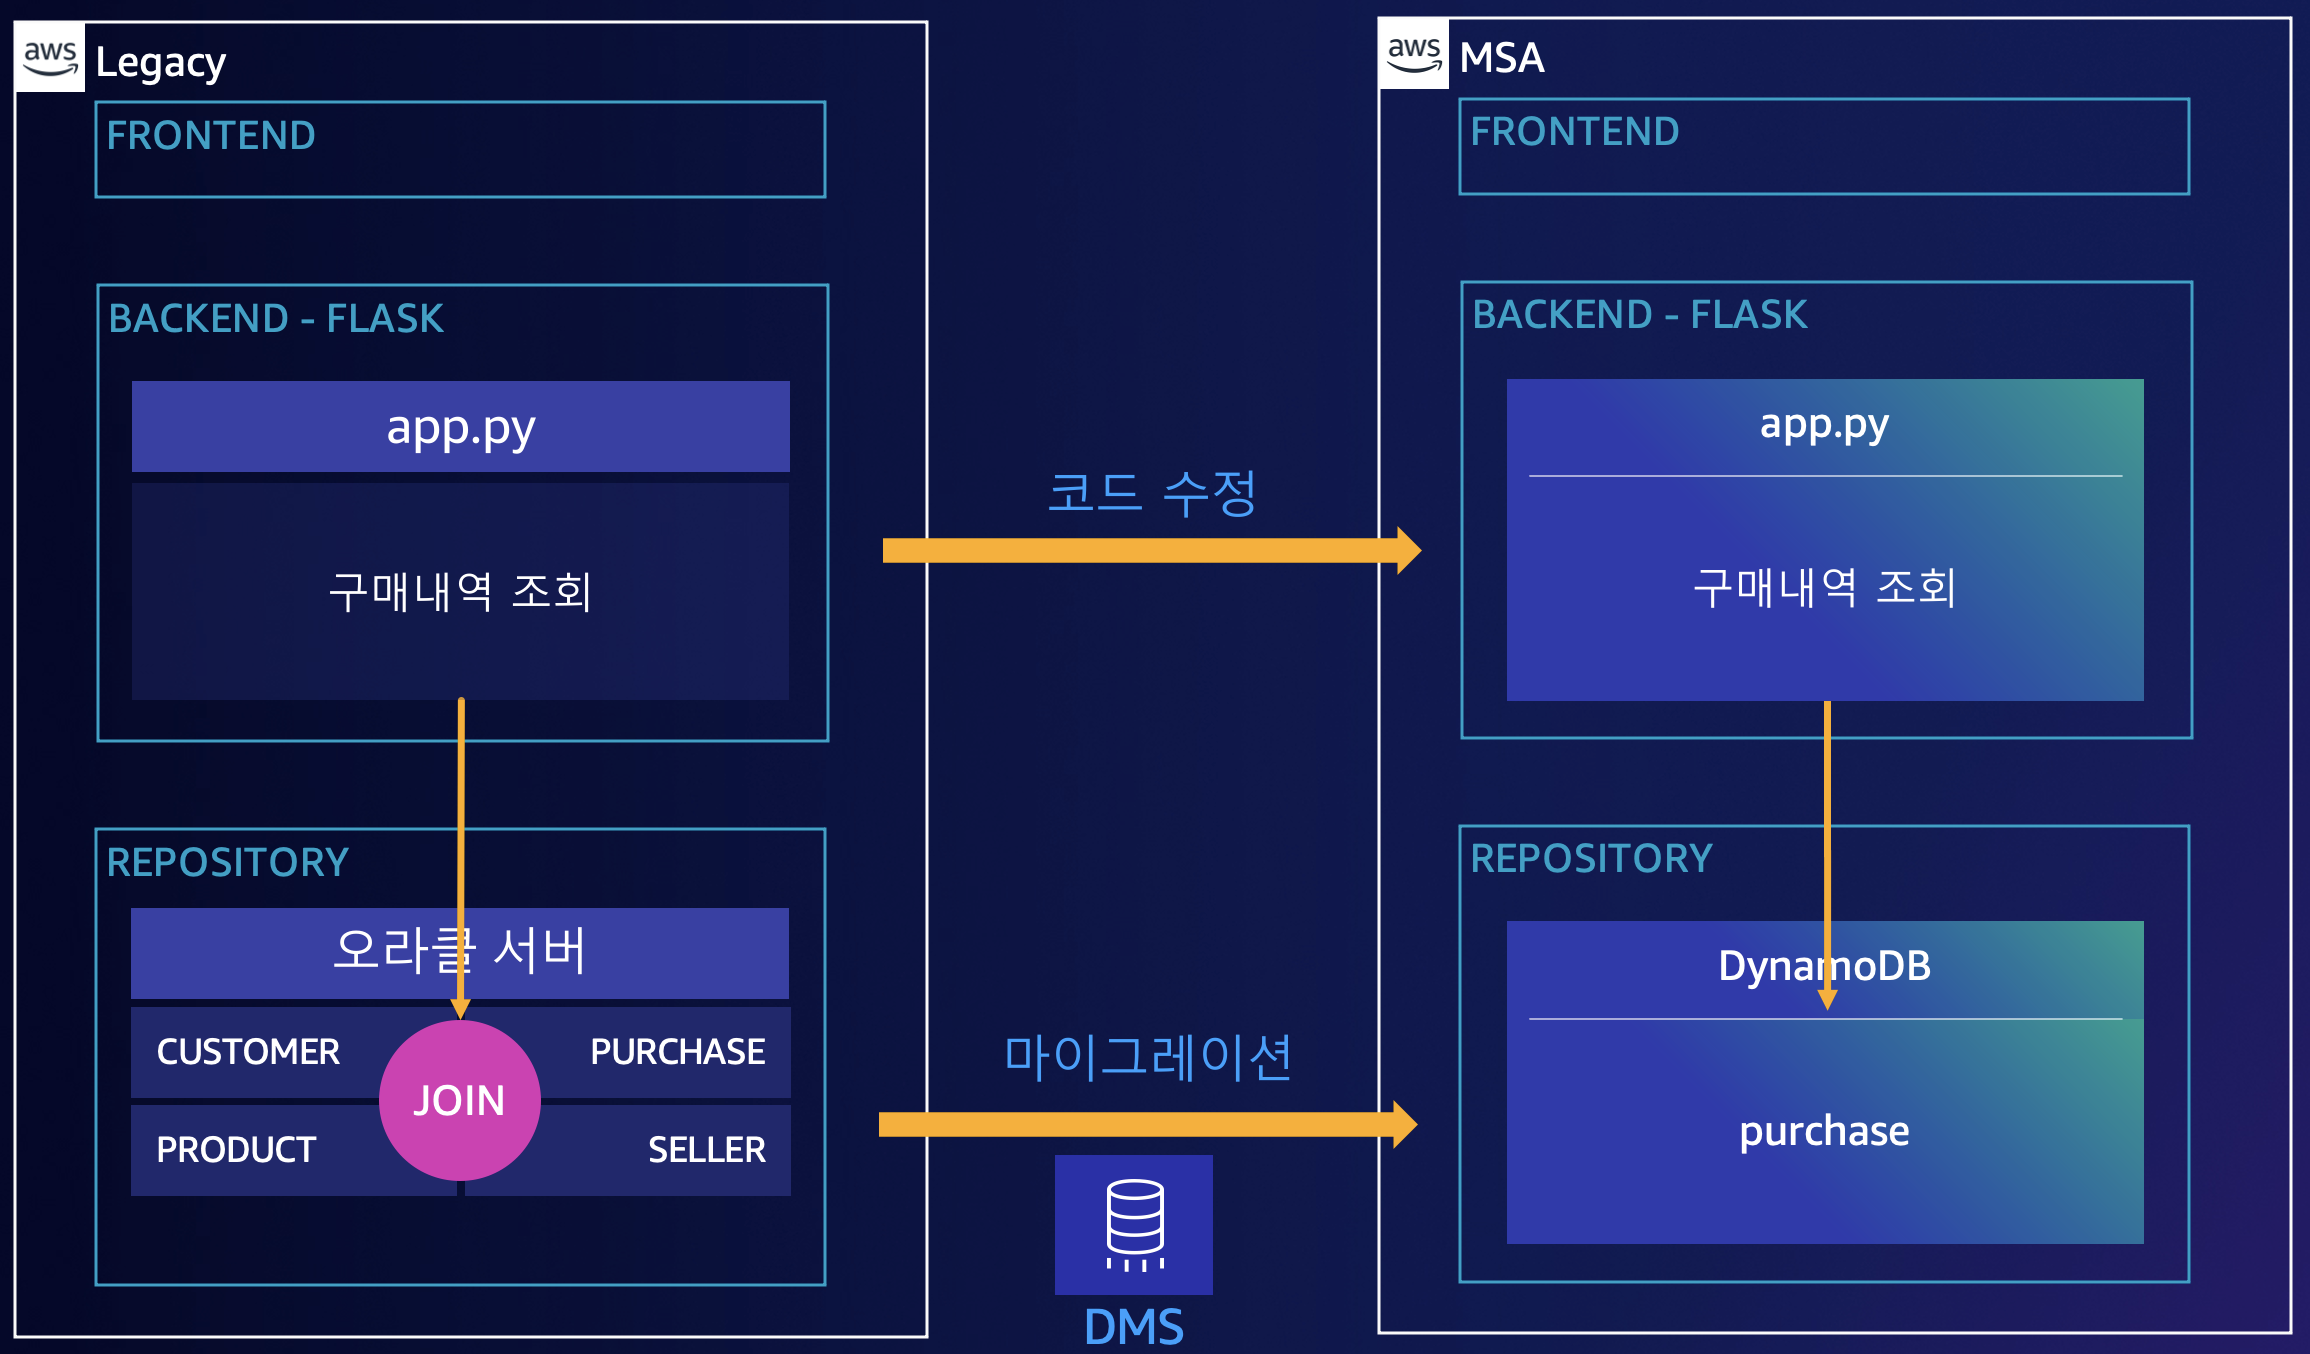 aws
Legacy
FRONTEND
BACKEND - FLASK
app.py
구매내역 조회
REPOSITORY
오라클 서버
CUSTOMER
PURCHASE
JOIN
PRODUCT
SELLER
코드 수정
마이그레이션
DMS
aws
MSA
FRONTEND
BACKEND - FLASK
app.py
구매내역 조회
REPOSITORY
DynamoDB
purchase